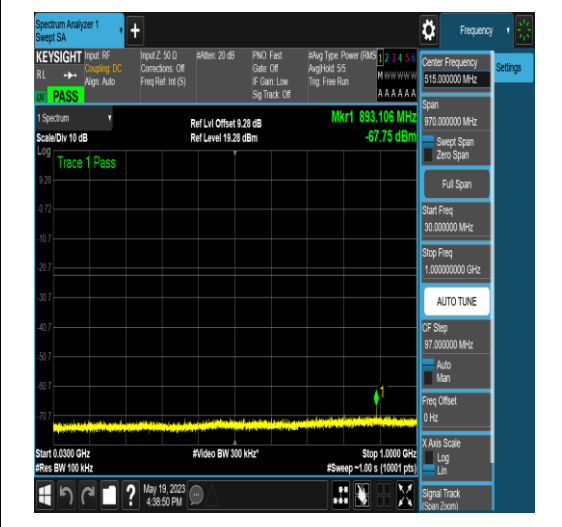 Spectrum Analyzer 1
Swept SA
Frequency
KEYSIGHT
RL
PASS
Input: RF
Coupling: DC
Align: Auto
Input Z: 50 Ω
Corrections: Off
Freq Ref: Int (S)
#Atten: 20 dB
PNO: Fast
Gate: Off
IF Gain: Low
Sig Track: Off
#Avg Type: Power (RMS
Avg|Hold: 5/5
Trig: Free Run
1 2 3 4 5 6
M W W W W W
A A A A A A
Settings
1 Spectrum
Scale/Div 10 dB
Log
Ref Lvl Offset 9.28 dB
Ref Level 19.28 dBm
Mkr1 893.106 MHz
-67.75 dBm
Trace 1 Pass
9.28
-0.72
-10.7
-20.7
-30.7
-40.7
-50.7
-60.7
-70.7
1
Start 0.0300 GHz
#Res BW 100 kHz
#Video BW 300 kHz*
Stop 1.0000 GHz
#Sweep ~1.00 s (10001 pts)
May 19, 2023
4:38:50 PM
Center Frequency
515.000000 MHz
Span
970.000000 MHz
Swept Span
Zero Span
Full Span
Start Freq
30.000000 MHz
Stop Freq
1.000000000 GHz
AUTO TUNE
CF Step
97.000000 MHz
Auto
Man
Freq Offset
0 Hz
X Axis Scale
Log
Lin
Signal Track
(Span Zoom)